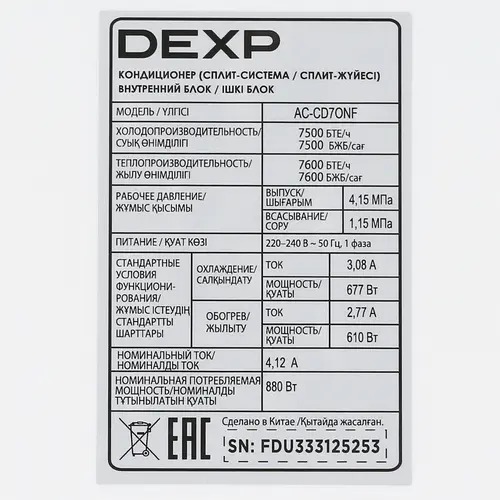 DEXP
КОНДИЦИОНЕР (СПЛИТ-СИСТЕМА / СПЛИТ-ЖҮЙЕСІ)
ВНУТРЕННИЙ БЛОК / ІШКІ БЛОК
МОДЕЛЬ / ҮЛГІСІ AC-CD7ONF
ХОЛОДОПРОИЗВОДИТЕЛЬНОСТЬ/ 7500 БТЕ/ч
СУЫҚ ӨНІМДІЛІГІ 7500 БЖБ/сағ
ТЕПЛОПРОИЗВОДИТЕЛЬНОСТЬ/ 7600 БТЕ/ч
ЖЫЛУ ӨНІМДІЛІГІ 7600 БЖБ/сағ
РАБОЧЕЕ ДАВЛЕНИЕ/
ЖҰМЫС ҚЫСЫМЫ
ВЫПУСК/
ШЫҒАРЫМ
4,15 МПа
ВСАСЫВАНИЕ/
СОРУ
1,15 МПа
ПИТАНИЕ / ҚУАТ КӨЗІ 220–240 В ~ 50 Гц, 1 фаза
СТАНДАРТНЫЕ
УСЛОВИЯ
ФУНКЦИОНИ-
РОВАНИЯ/
ЖҰМЫС ІСТЕУДІҢ
СТАНДАРТТЫ
ШАРТТАРЫ
ОХЛАЖДЕНИЕ/
САЛҚЫНДАТУ
ТОК 3,08 А
МОЩНОСТЬ/
ҚУАТЫ
677 Вт
ОБОГРЕВ/
ЖЫЛЫТУ
ТОК 2,77 А
МОЩНОСТЬ/
ҚУАТЫ
610 Вт
НОМИНАЛЬНЫЙ ТОК/
НОМИНАЛДЫ ТОК
4,12 А
НОМИНАЛЬНАЯ ПОТРЕБЛЯЕМАЯ
МОЩНОСТЬ/НОМИНАЛДЫ
ТҰТЫНЫЛАТЫН ҚУАТЫ
880 Вт
EAC
Сделано в Китае /Қытайда жасалған.
SN: FDU333125253